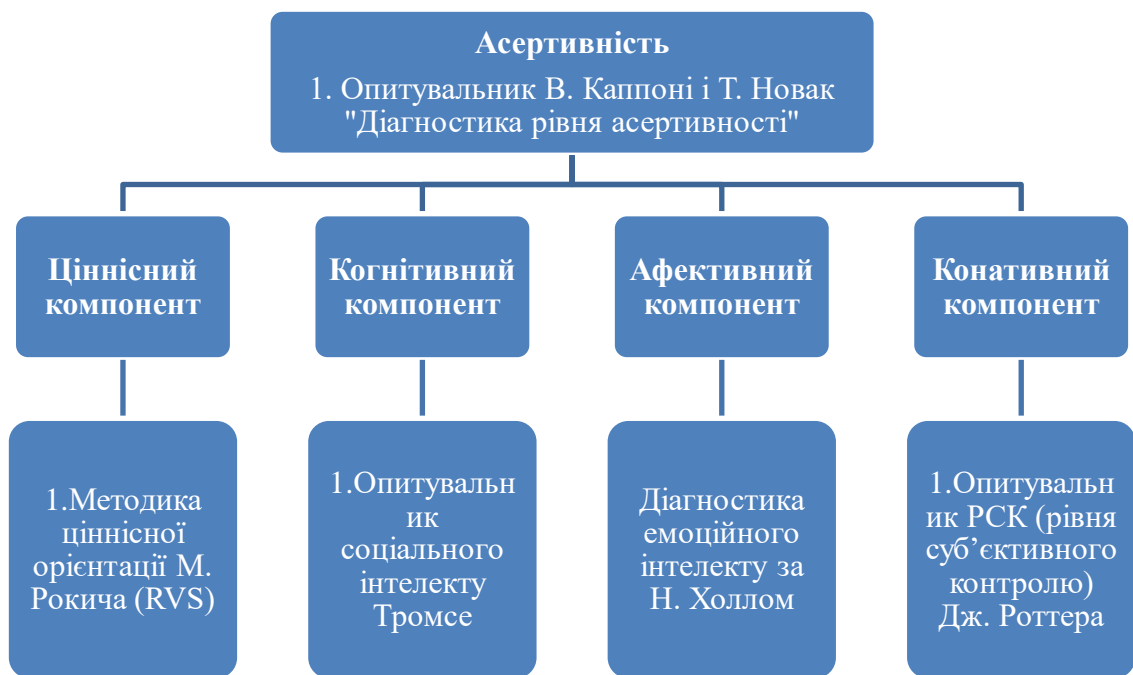 Асертивність
1. Опитувальник В. Каппоні і Т. Новак
"Діагностика рівня асертивності"
Ціннісний
компонент
Когнітивний
компонент
Афективний
компонент
Конативний
компонент
1.Методика
ціннісної
орієнтації М.
Рокича (RVS)
1.Опитувальн
ик
соціального
інтелекту
Тромсе
Діагностика
емоційного
інтелекту за
Н. Холлом
1.Опитувальн
ик РСК (рівня
суб’єктивного
контролю)
Дж. Роттера